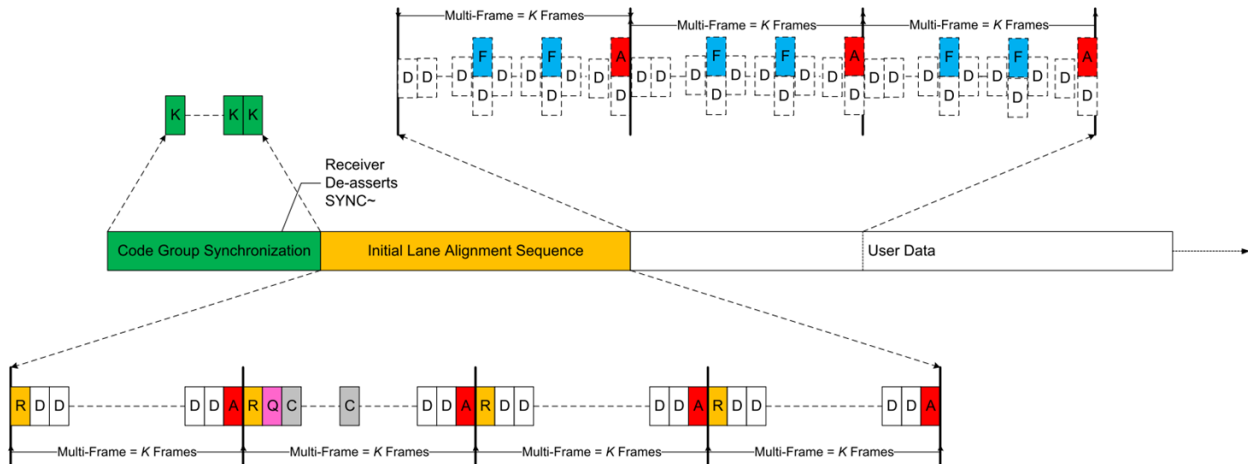 Multi-Frame = K Frames Multi-Frame = K Frames Multi-Frame = K Frames
F F A F F A F F A
D D D D D D D D D D D D D D D D D D
D D D D D D D D D
K K K
Receiver
De-asserts
SYNC~
Code Group Synchronization Initial Lane Alignment Sequence User Data
R D D D D A R Q C C D D A R D D D D A R D D D D A
Multi-Frame = K Frames Multi-Frame = K Frames Multi-Frame = K Frames Multi-Frame = K Frames